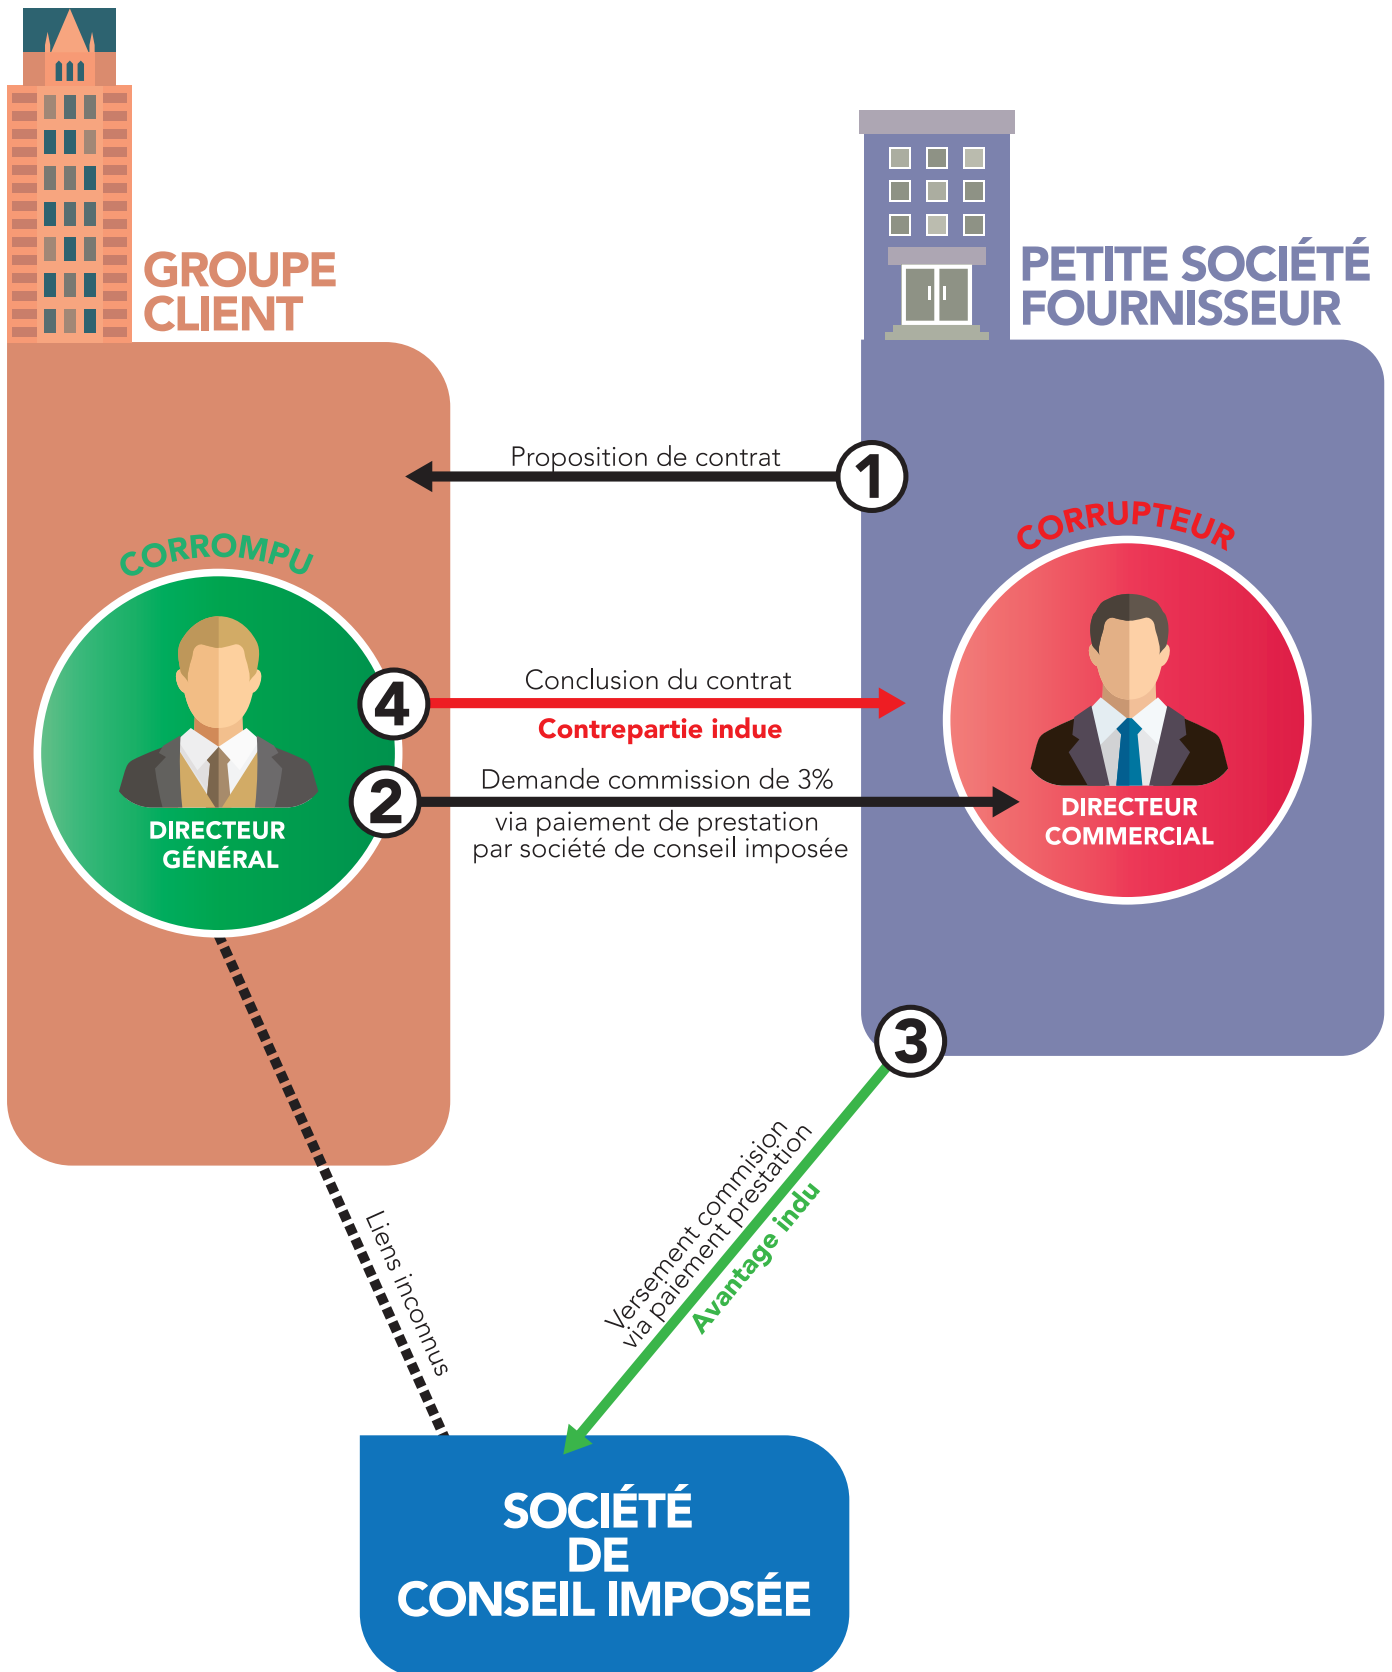 GROUPE
CLIENT
PETITE SOCIÉTÉ
FOURNISSEUR
Proposition de contrat
1
CORROMPU
CORRUPTEUR
4
Conclusion du contrat
Contrepartie indue
2
Demande commission de 3%
via paiement de prestation
par société de conseil imposée
DIRECTEUR
GÉNÉRAL
DIRECTEUR
COMMERCIAL
3
Versement commision
via paiement prestation
Avantage indu
Liens inconnus
SOCIÉTÉ
DE
CONSEIL IMPOSÉE